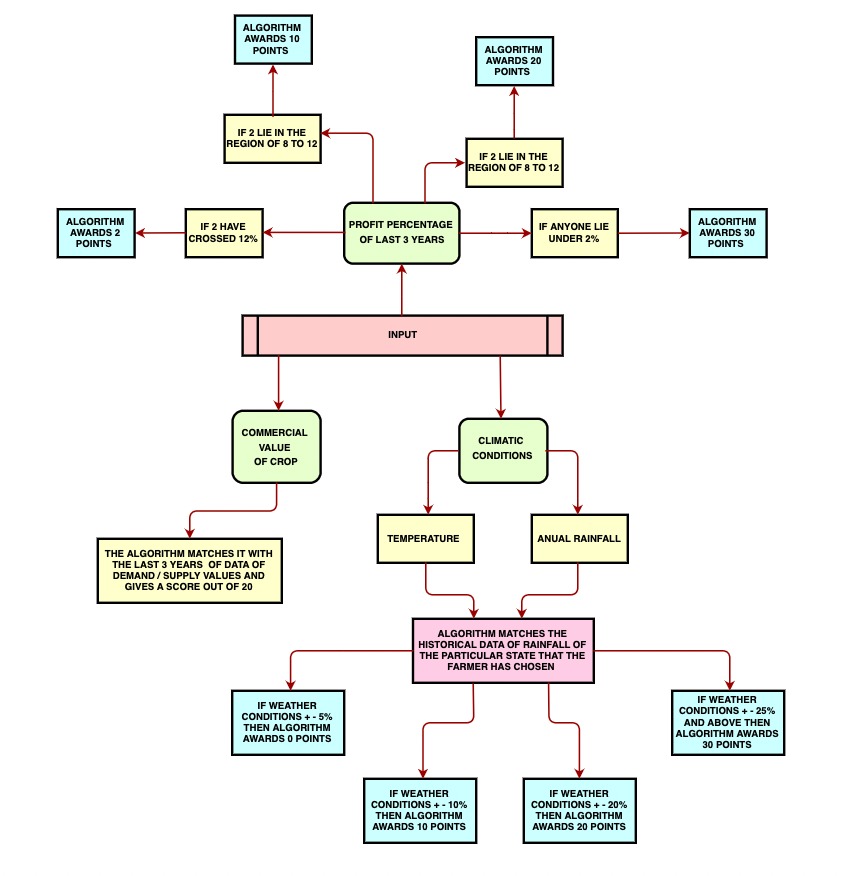 ALGORITHM
AWARDS 10
POINTS
ALGORITHM
AWARDS 20
POINTS
IF 2 LIE IN THE
REGION OF 8 TO 12
IF 2 LIE IN THE
REGION OF 8 TO 12
ALGORITHM
AWARDS 2
POINTS
IF 2 HAVE
CROSSED 12%
PROFIT PERCENTAGE
OF LAST 3 YEARS
IF ANYONE LIE
UNDER 2%
ALGORITHM
AWARDS 30
POINTS
INPUT
COMMERCIAL
VALUE
OF CROP
CLIMATIC
CONDITIONS
THE ALGORITHM MATCHES IT WITH
THE LAST 3 YEARS OF DATA OF
DEMAND / SUPPLY VALUES AND
GIVES A SCORE OUT OF 20
TEMPERATURE
ANUAL RAINFALL
ALGORITHM MATCHES THE
HISTORICAL DATA OF RAINFALL OF
THE PARTICULAR STATE THAT THE
FARMER HAS CHOSEN
IF WEATHER
CONDITIONS + - 5%
THEN ALGORITHM
AWARDS 0 POINTS
IF WEATHER
CONDITIONS + - 25%
AND ABOVE THEN
ALGORITHM AWARDS
30 POINTS
IF WEATHER
CONDITIONS + - 10%
THEN ALGORITHM
AWARDS 10 POINTS
IF WEATHER
CONDITIONS + - 20%
THEN ALGORITHM
AWARDS 20 POINTS